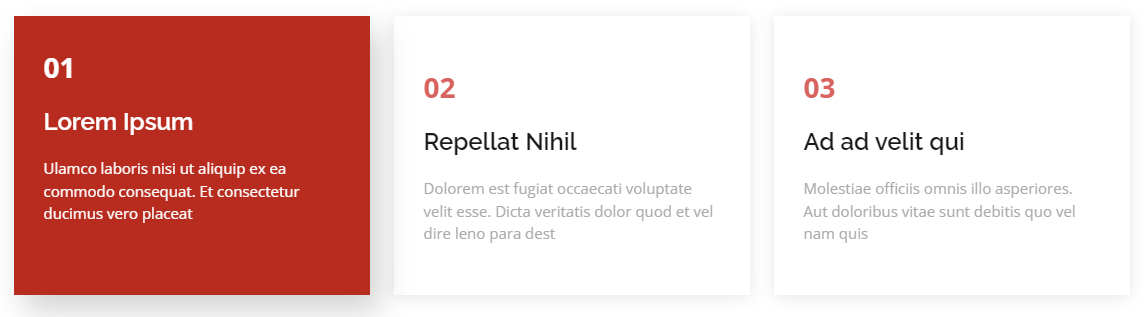 01
Lorem Ipsum
Ulamco laboris nisi ut aliquip ex ea
commodo consequat. Et consectetur
ducimus vero placeat
02
Repellat Nihil
Dolorem est fugiat occaecati voluptate
velit esse. Dicta veritatis dolor quod et vel
dire leno para dest
03
Ad ad velit qui
Molestiae officiis omnis illo asperiores.
Aut doloribus vitae sunt debitis quo vel
nam quis